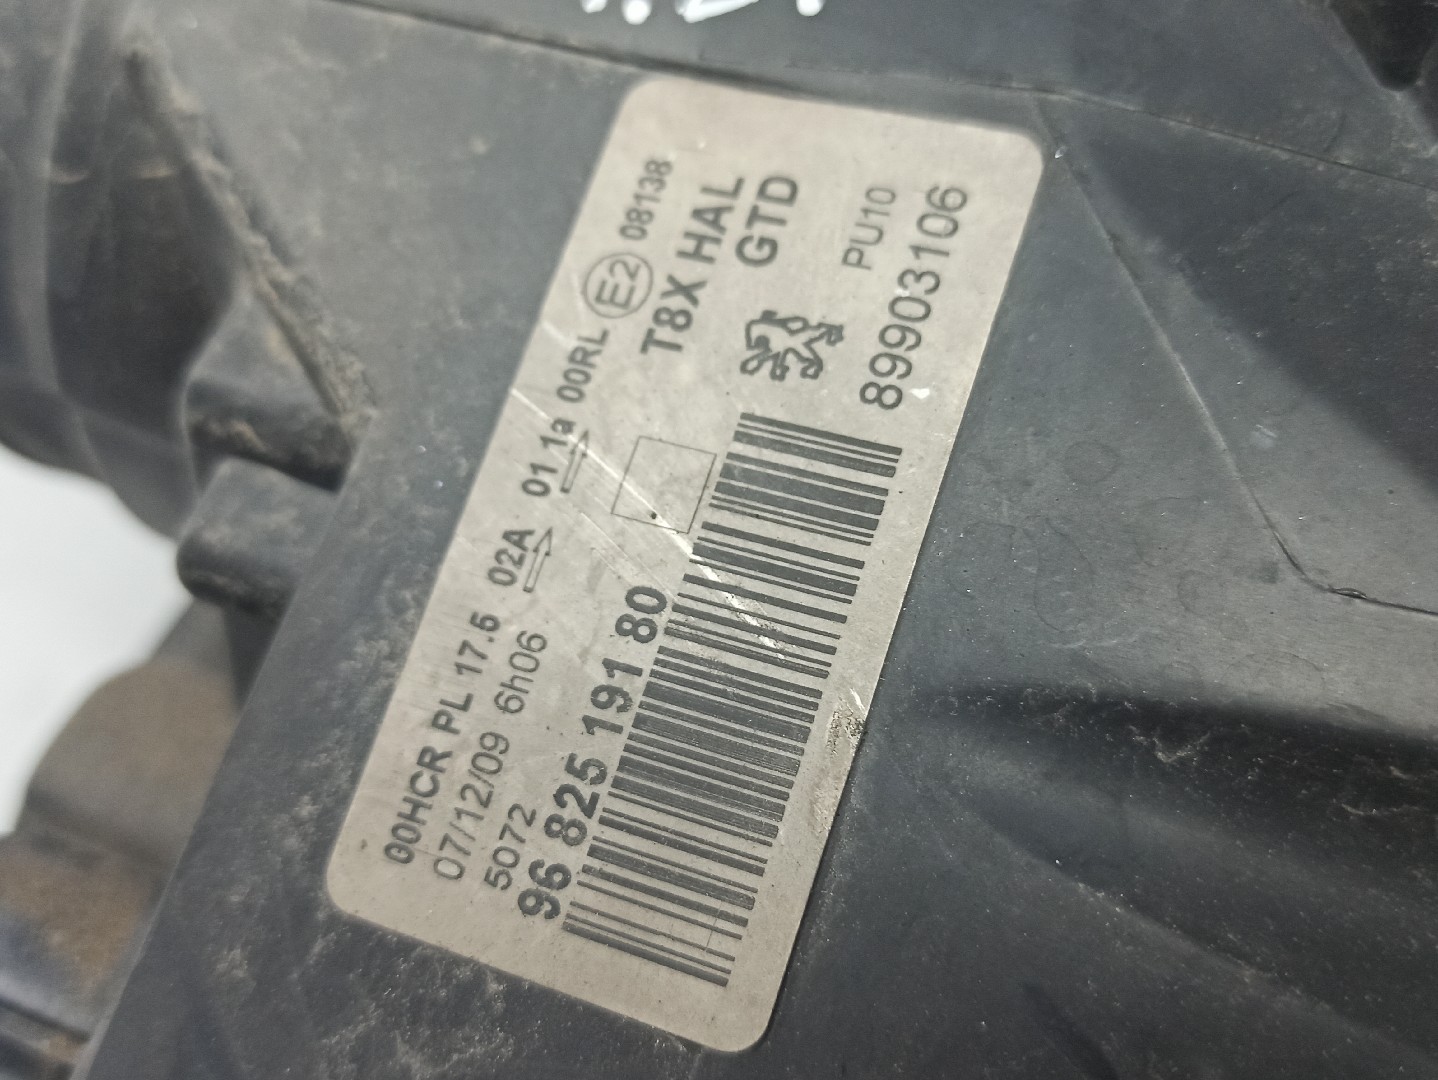 00HCR PL 17.5 02A 01 1a 00RL E2 08138
07/12/09 6h06
T8X HAL
5072
GTD
96 825 191 80
PU10
89903106